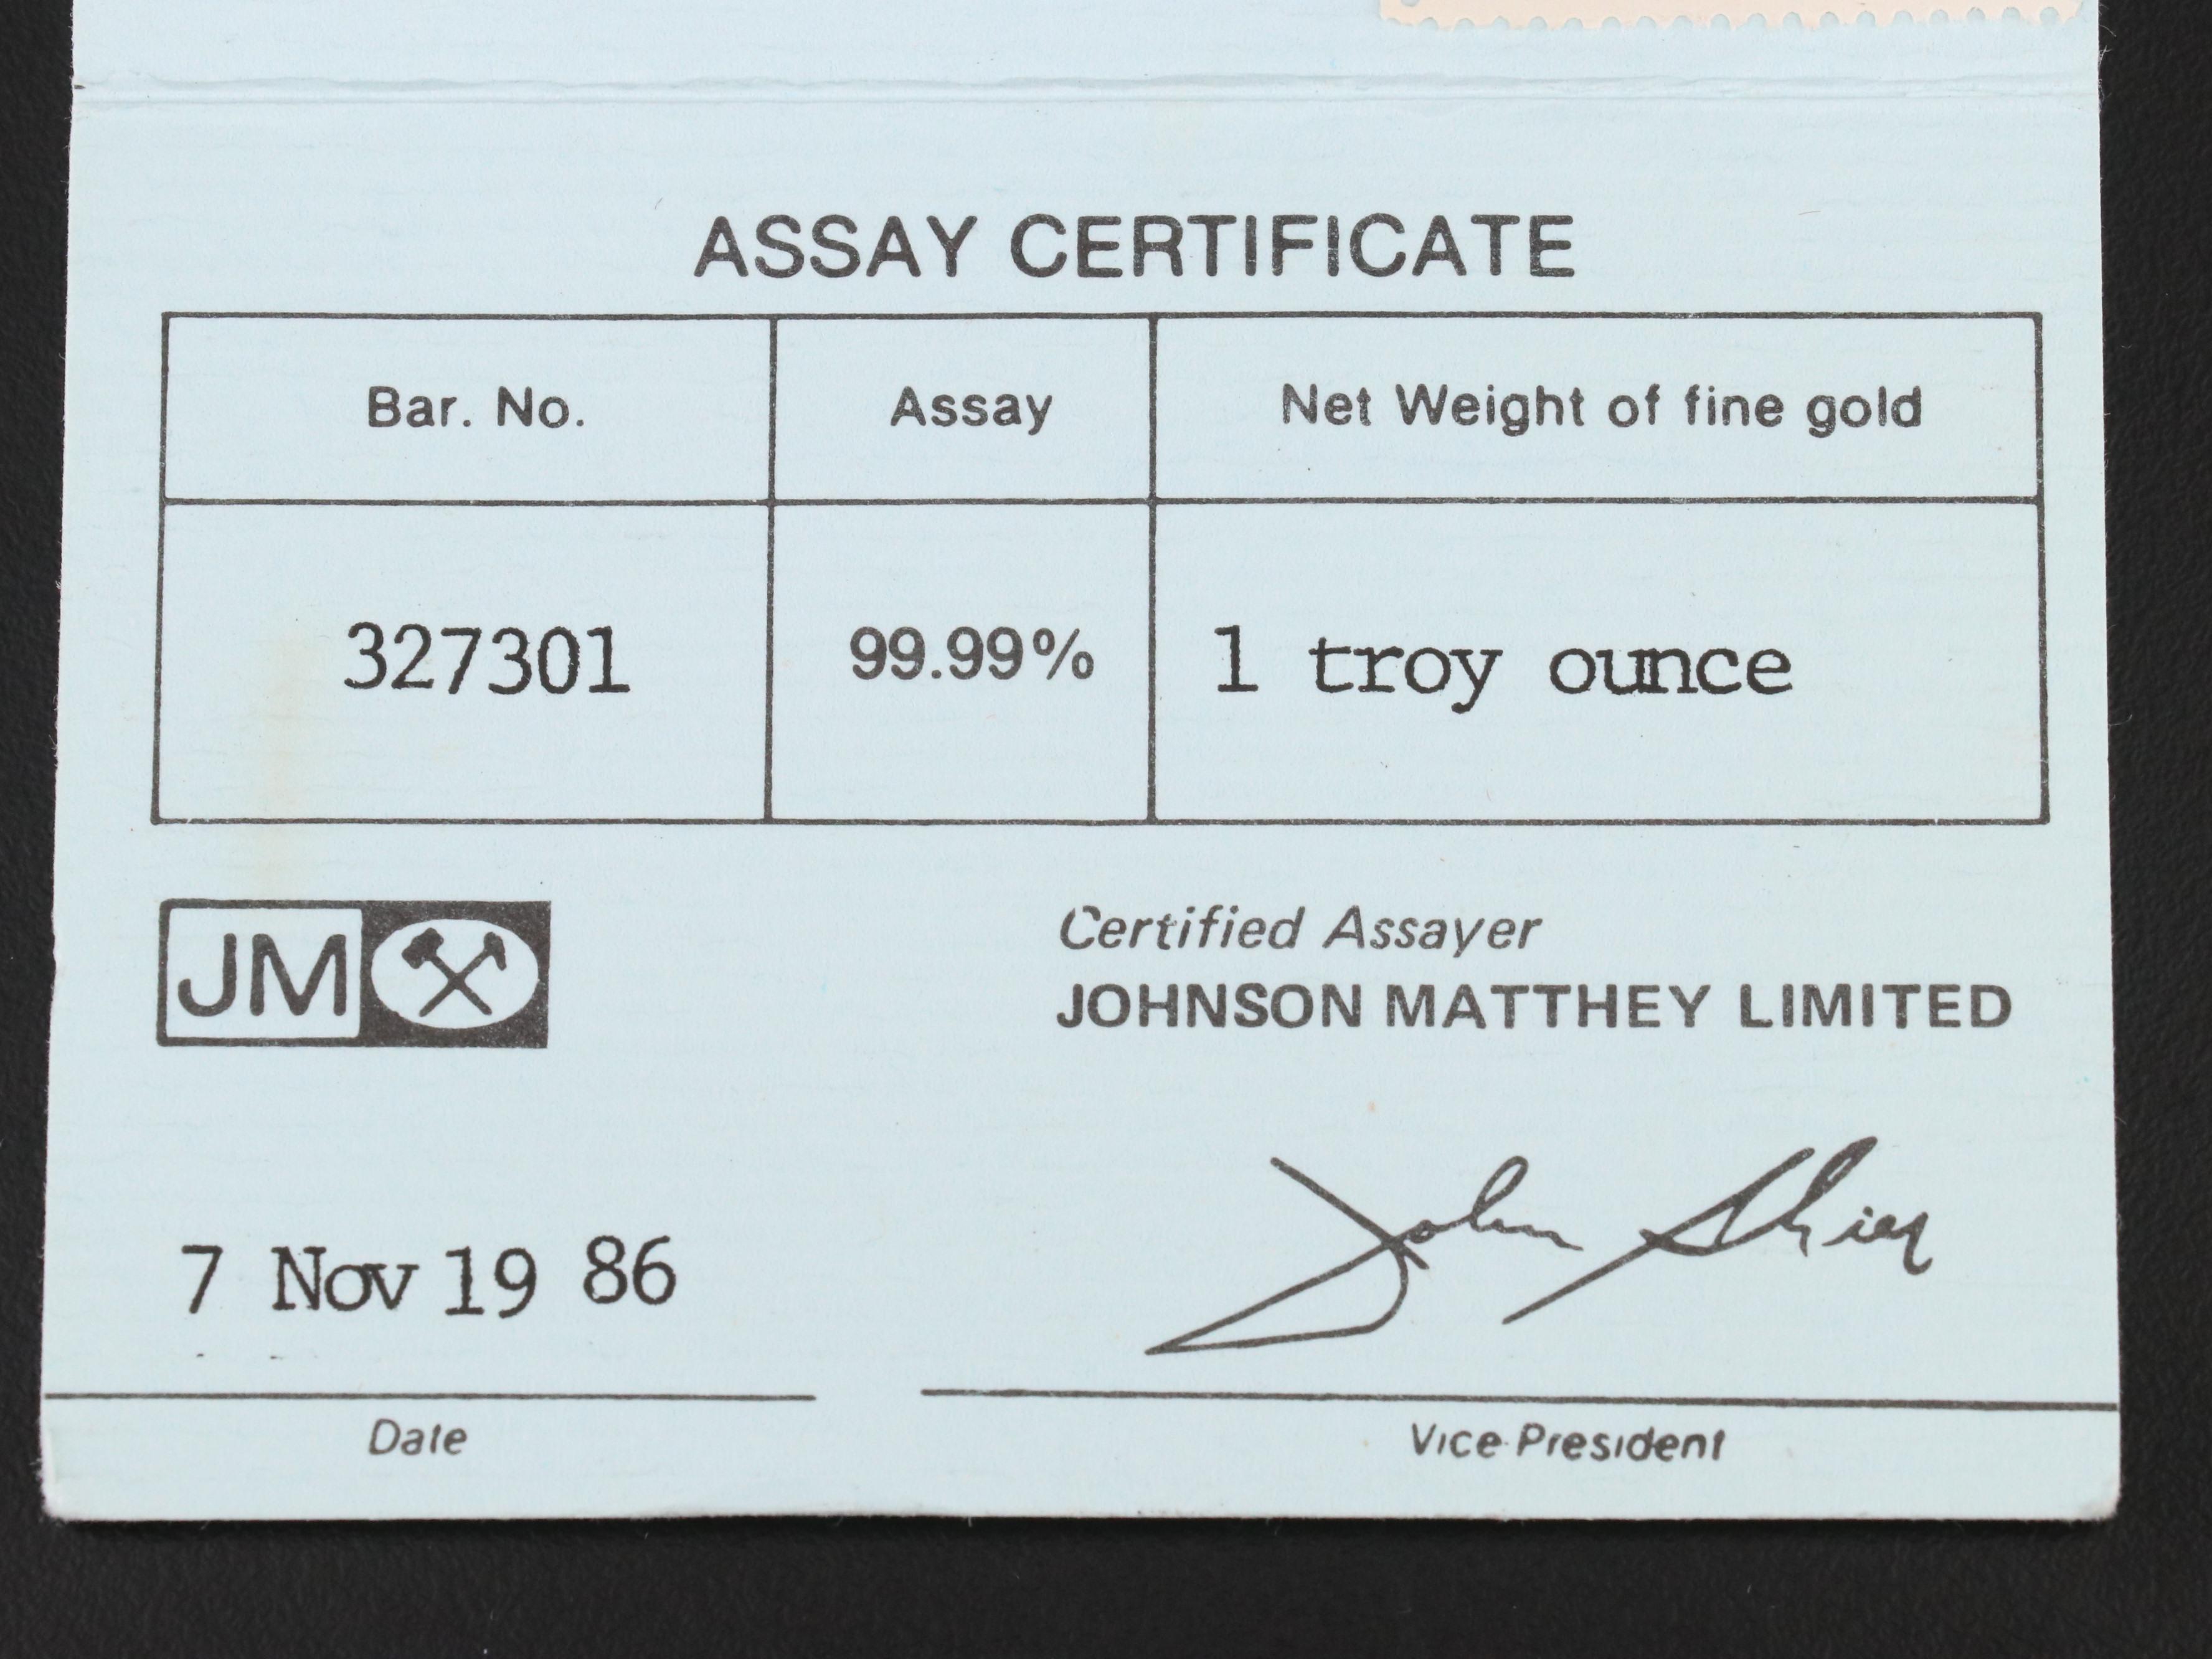 ASSAY CERTIFICATE
Bar. No. Assay Net Weight of fine gold
327301 99.99% 1 troy ounce
JM
Certified Assayer
JOHNSON MATTHEY LIMITED
7 Nov 19 86
John
Date
Vice-President